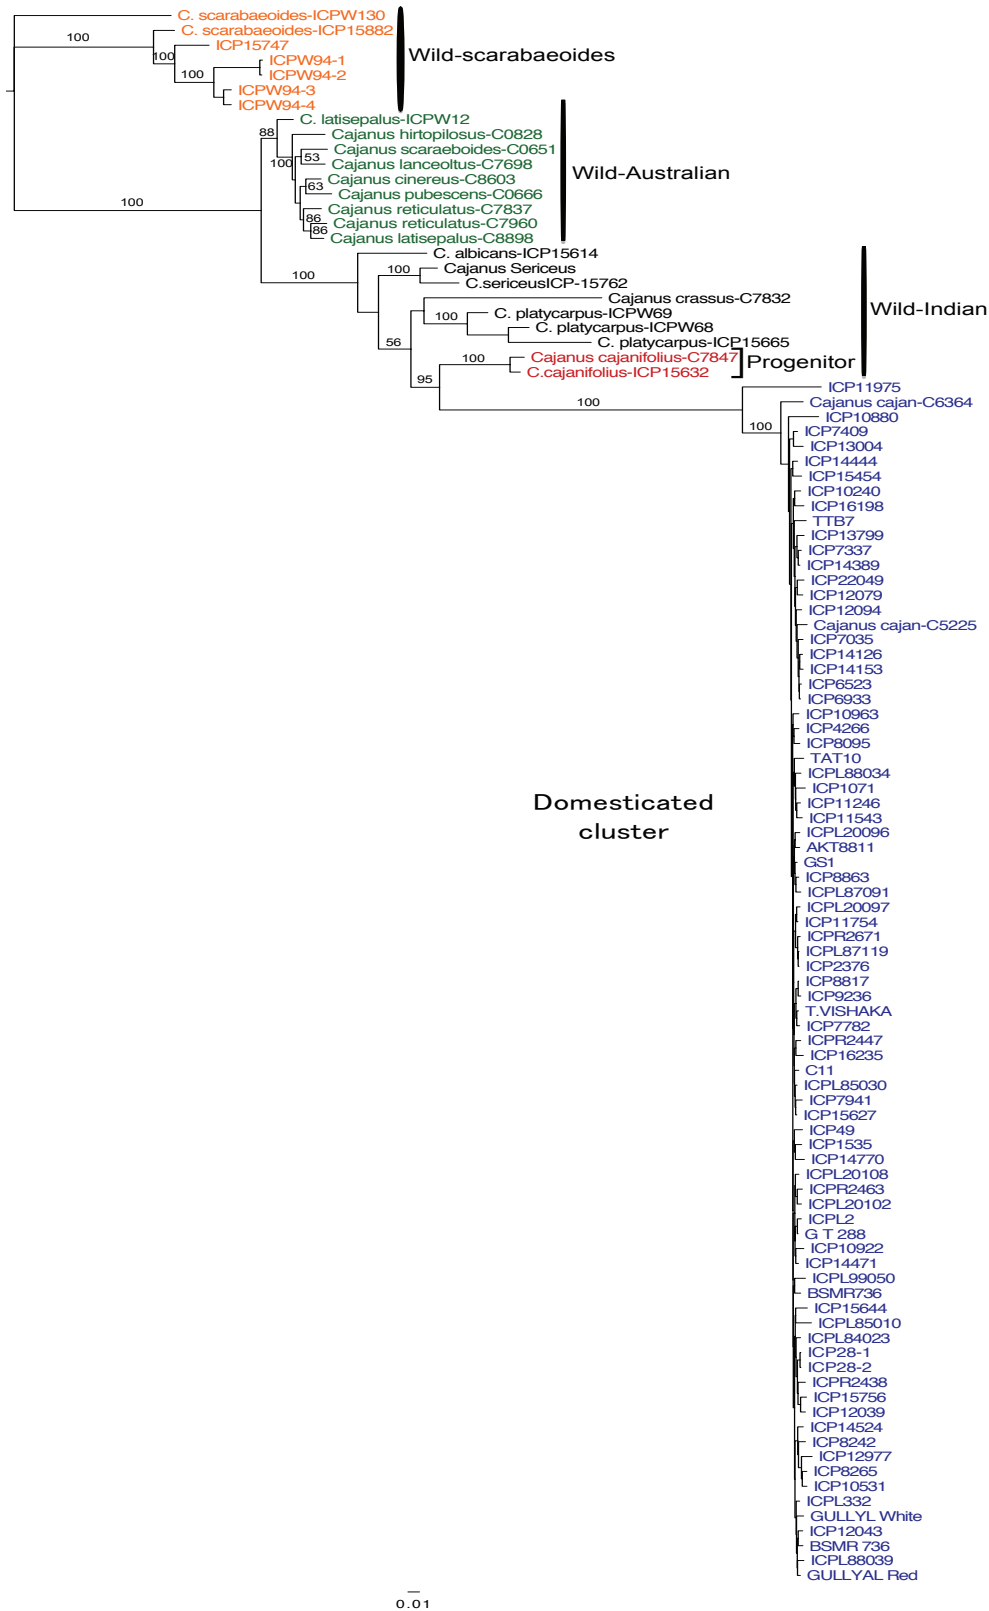 C. scarabaeoides-ICPW130
C. scarabaeoides-ICP15882
100
ICP15747
Wild-scarabaeoides
100
ICPW94-1
100
ICPW94-2
ICPW94-3
ICPW94-4
C. latisepalus-ICPW12
88
Cajanus hirtopilosus-C0828
Cajanus scaraeboides-C0651
53
100
Cajanus lanceoltus-C7698
Wild-Australian
Cajanus cinereus-C8603
63
Cajanus pubescens-C0666
100
Cajanus reticulatus-C7837
86
Cajanus reticulatus-C7960
86
Cajanus latisepalus-C8898
C. albicans-ICP15614
100
Cajanus Sericeus
100
C.sericeusICP-15762
Cajanus crassus-C7832
Wild-Indian
C. platycarpus-ICPW69
100
C. platycarpus-ICPW68
56
C. platycarpus-ICP15665
Cajanus cajanifolius-C7847
100
Progenitor
C.cajanifolius-ICP15632
95
ICP11975
100
Cajanus cajan-C6364
ICP10880
100
ICP7409
ICP13004
ICP14444
ICP15454
ICP10240
ICP16198
TTB7
ICP13799
ICP7337
ICP14389
ICP22049
ICP12079
ICP12094
Cajanus cajan-C5225
ICP7035
ICP14126
ICP14153
ICP6523
ICP6933
ICP10963
ICP4266
ICP8095
TAT10
ICPL88034
ICP1071
Domesticated
cluster
ICP11246
ICP11543
ICPL20096
AKT8811
GS1
ICP8863
ICPL87091
ICPL20097
ICP11754
ICPR2671
ICPL87119
ICP2376
ICP8817
ICP9236
T.VISHAKA
ICP7782
ICPR2447
ICP16235
C11
ICPL85030
ICP7941
ICP15627
ICP49
ICP1535
ICP14770
ICPL20108
ICPR2463
ICPL20102
ICPL2
G T 288
ICP10922
ICP14471
ICPL99050
BSMR736
ICP15644
ICPL85010
ICPL84023
ICP28-1
ICP28-2
ICPR2438
ICP15756
ICP12039
ICP14524
ICP8242
ICP12977
ICP8265
ICP10531
ICPL332
GULLYL White
ICP12043
BSMR 736
ICPL88039
GULLYAL Red
0.01